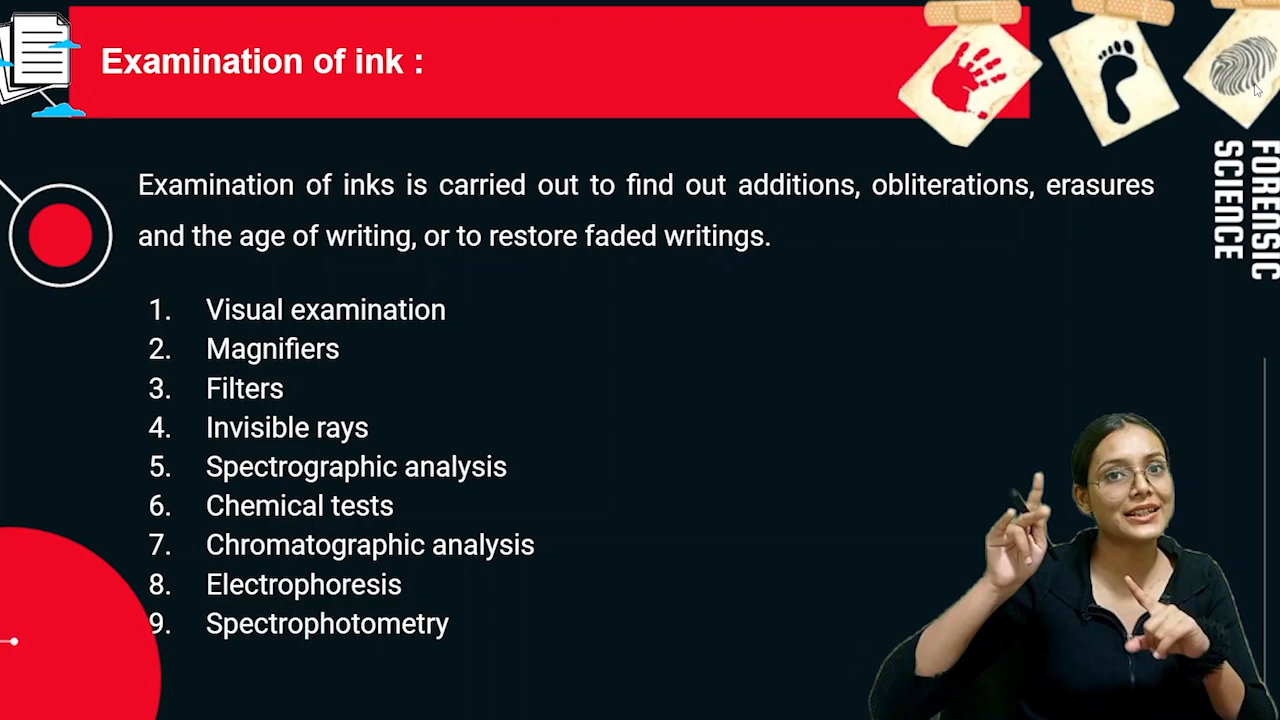 Examination of ink :
FORENSIC
SCIENCE
Examination of inks is carried out to find out additions, obliterations, erasures
and the age of writing, or to restore faded writings.
1. Visual examination
2. Magnifiers
3. Filters
4. Invisible rays
5. Spectrographic analysis
6. Chemical tests
7. Chromatographic analysis
8. Electrophoresis
9. Spectrophotometry